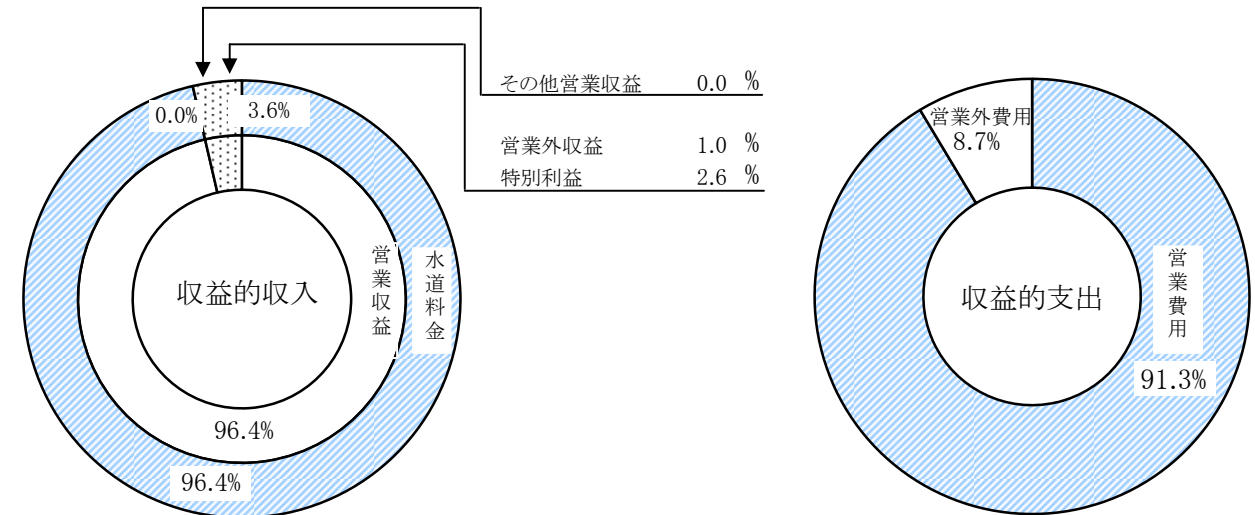 その他営業収益 0.0 %
営業外収益 1.0 %
特別利益 2.6 %
0.0%
3.6%
営業収益
水道料金
収益的収入
96.4%
96.4%
営業外費用
8.7%
収益的支出
営業費用
91.3%